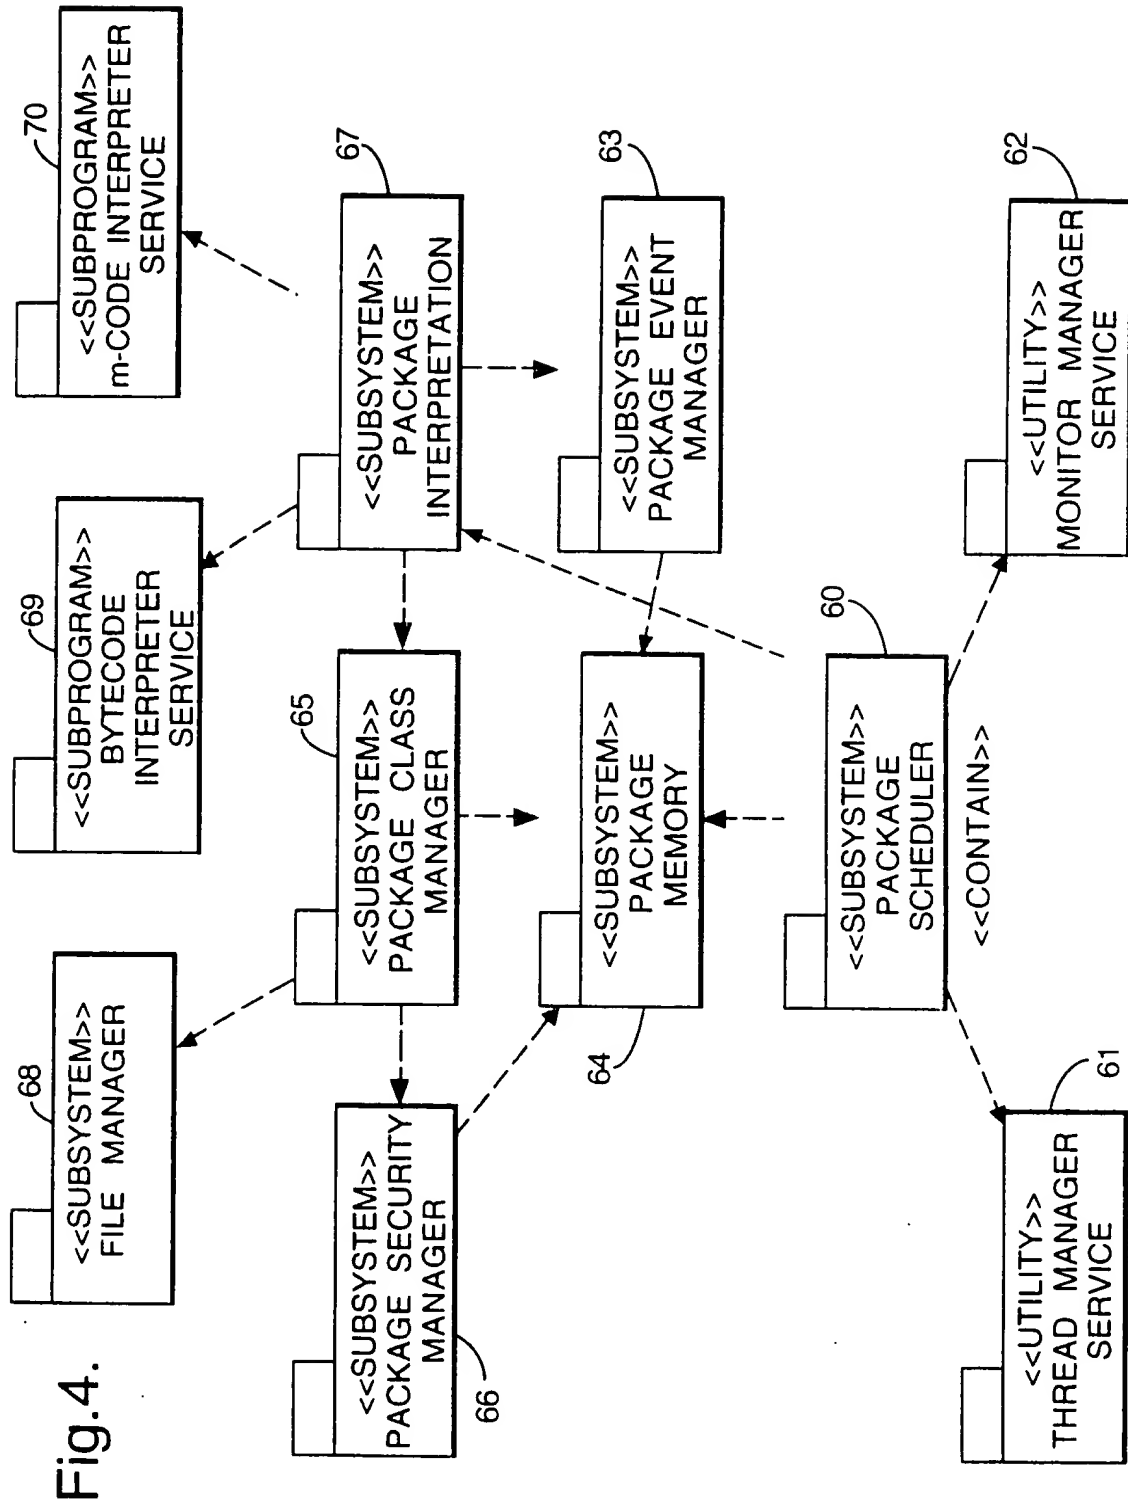 Fig.4.
68
<<SUBSYSTEM>>
FILE MANAGER
69
<<SUBPROGRAM>>
BYTECODE
INTERPRETER
SERVICE
70
<<SUBPROGRAM>>
m-CODE INTERPRETER
SERVICE
66
<<SUBSYSTEM>>
PACKAGE SECURITY
MANAGER
65
<<SUBSYSTEM>>
PACKAGE CLASS
MANAGER
67
<<SUBSYSTEM>>
PACKAGE
INTERPRETATION
64
<<SUBSYSTEM>>
PACKAGE
MEMORY
63
<<SUBSYSTEM>>
PACKAGE EVENT
MANAGER
60
<<SUBSYSTEM>>
PACKAGE
SCHEDULER
<<CONTAIN>>
61
<<UTILITY>>
THREAD MANAGER
SERVICE
62
<<UTILITY>>
MONITOR MANAGER
SERVICE